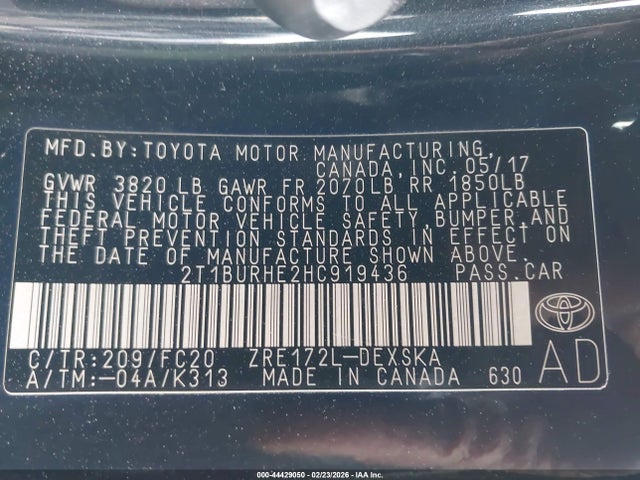 MFD.BY:TOYOTA MOTOR MANUFACTURING,
CANADA, INC. 05/17
GVWR 3820 LB GAWR FR 2070LB RR 1850LB
THIS VEHICLE CONFORMS TO ALL APPLICABLE
FEDERAL MOTOR VEHICLE SAFETY, BUMPER, AND
THEFT PREVENTION STANDARDS IN EFFECT ON
THE DATE OF MANUFACTURE SHOWN ABOVE.
2T1BURHE2HC919436 PASS.CAR
C/TR:209/FC20 ZRE172L-DEXSKA
A/TM:-04A/K313 MADE IN CANADA 630
AD
000-44429050 - 02/23/2026 - IAA Inc.